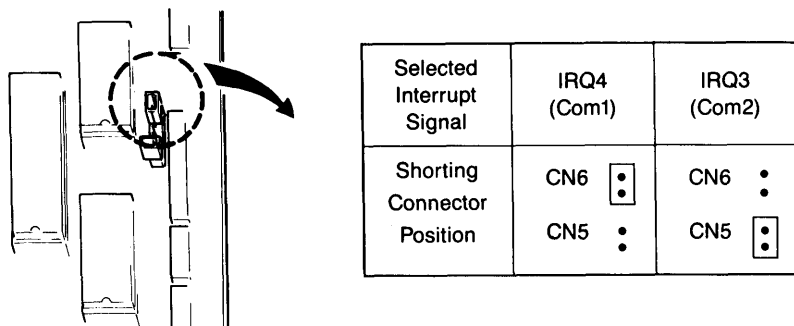 Selected
Interrupt
Signal
IRQ4
(Com1)
IRQ3
(Com2)
Shorting
Connector
Position
CN6
CN5
CN6
CN5